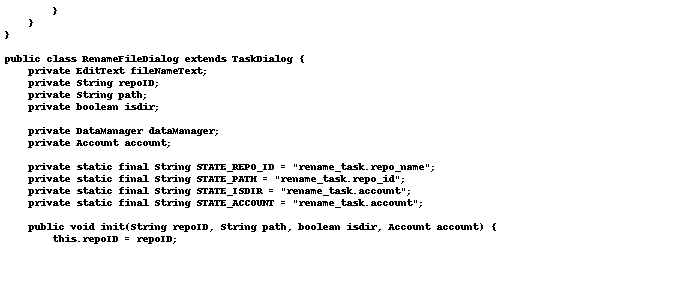 }
    }
}
public class RenameFileDialog extends TaskDialog {
    private EditText fileNameText;
    private String repoID;
    private String path;
    private boolean isdir;
    private DataManager dataManager;
    private Account account;
    private static final String STATE_REPO_ID = "rename_task.repo_name";
    private static final String STATE_PATH = "rename_task.repo_id";
    private static final String STATE_ISDIR = "rename_task.account";
    private static final String STATE_ACCOUNT = "rename_task.account";
    public void init(String repoID, String path, boolean isdir, Account account) {
        this.repoID = repoID;